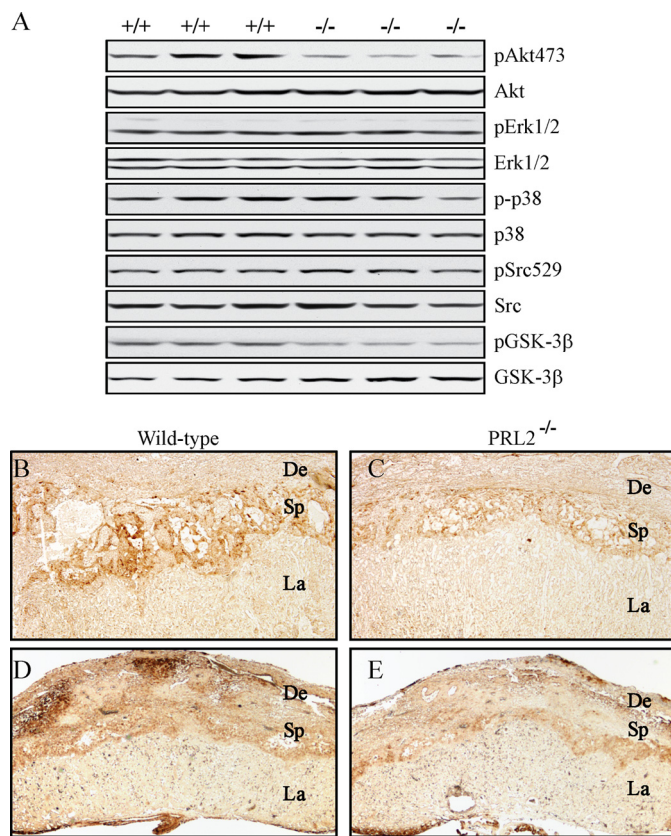 A
+/+ +/+ +/+ -/- -/- -/-
pAkt473
Akt
pErk1/2
Erk1/2
p-p38
p38
pSrc529
Src
pGSK-3β
GSK-3β
Wild-type PRL2 -/-
B De Sp La
C De Sp La
D De Sp La
E De Sp La